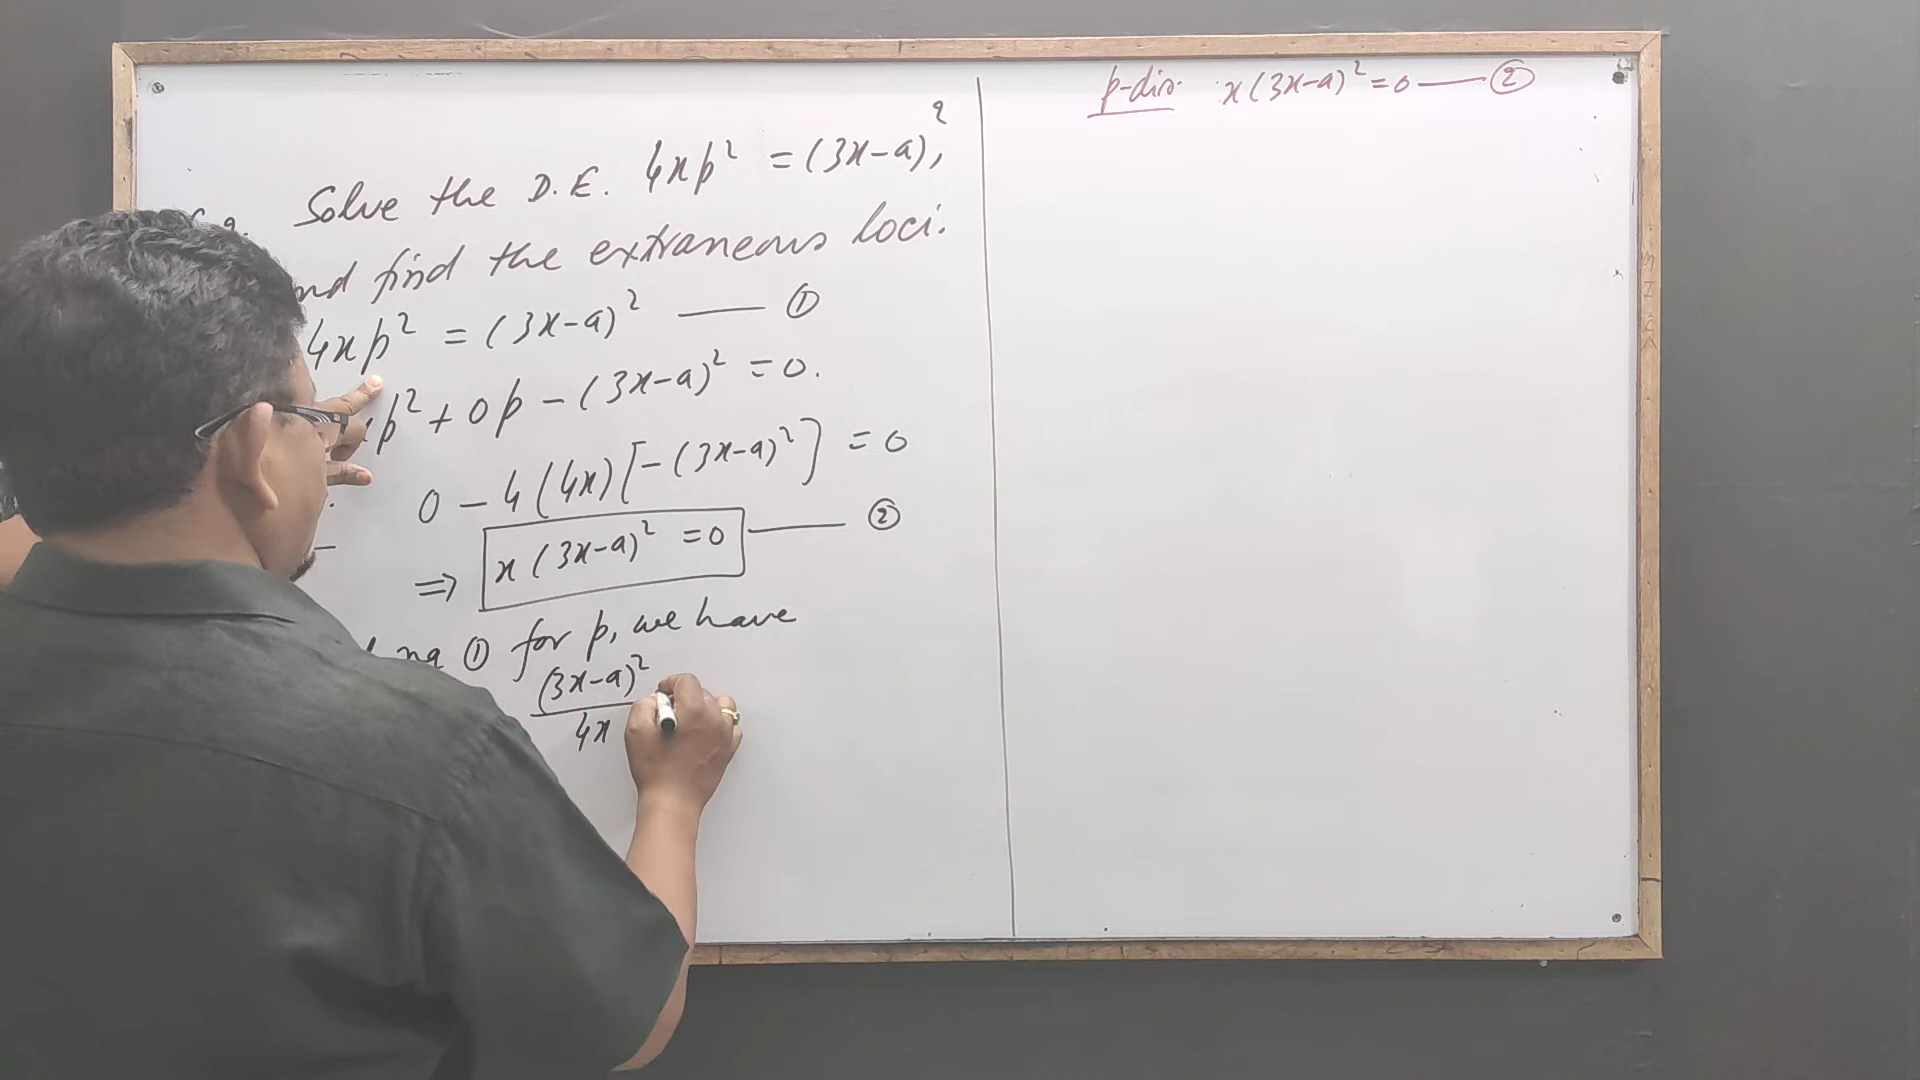 Solve the D.E. 4xp² = (3x-a)²,
find the extraneous loci.
4xp² = (3x-a)² —— ①
p² + 0p - (3x-a)² = 0.
0 - 4(4x)[-(3x-a)²] = 0
⇒ x(3x-a)² = 0 —— ②
① for p, we have
(3x-a)²
4x
p-dis. x(3x-a)² = 0 —— ②